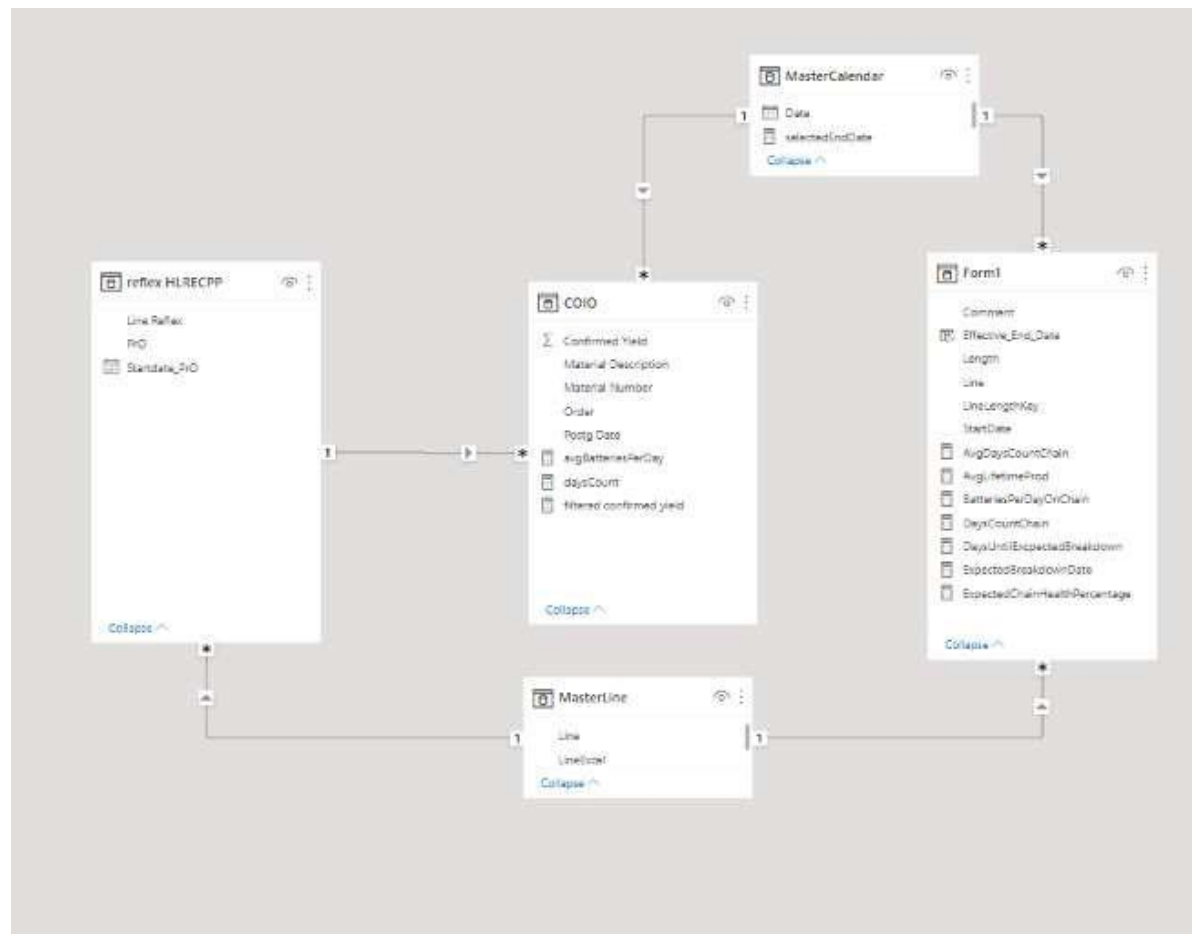 MasterCalendar
1
Data
1
selectedEndDate
Collapse
*
*
reflex HLRECPP
Line Reflex
PrO
Startdate_PrO
Collapse
1
*
*
COIO
Σ Confirmed Yield
Material Description
Material Number
Order
Postg Date
avgBatteriesPerDay
daysCount
filtered confirmed yield
Collapse
Form1
Comment
Effective_End_Date
Length
Line
LineLengthKey
StartDate
AvgDaysCountChain
AvgLifetimeProd
BatteriesPerDayOnChain
DaysCountChain
DaysUntilExcpectedBreakdown
ExpectedBreakdownDate
ExpectedChainHealthPercentage
Collapse
*
MasterLine
1
Line
1
LineExcel
Collapse